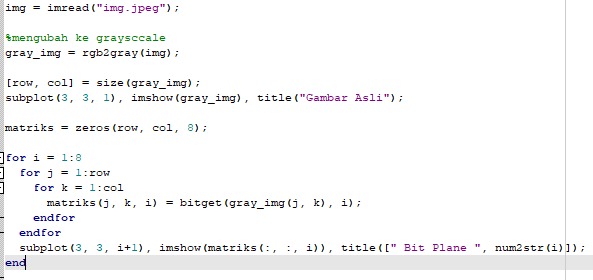 img = imread("img.jpeg");
%mengubah ke graysccale
gray_img = rgb2gray(img);
[row, col] = size(gray_img);
subplot(3, 3, 1), imshow(gray_img), title("Gambar Asli");
matriks = zeros(row, col, 8);
for i = 1:8
for j = 1:row
for k = 1:col
matriks(j, k, i) = bitget(gray_img(j, k), i);
endfor
endfor
subplot(3, 3, i+1), imshow(matriks(:, :, i)), title([" Bit Plane ", num2str(i)]);
end